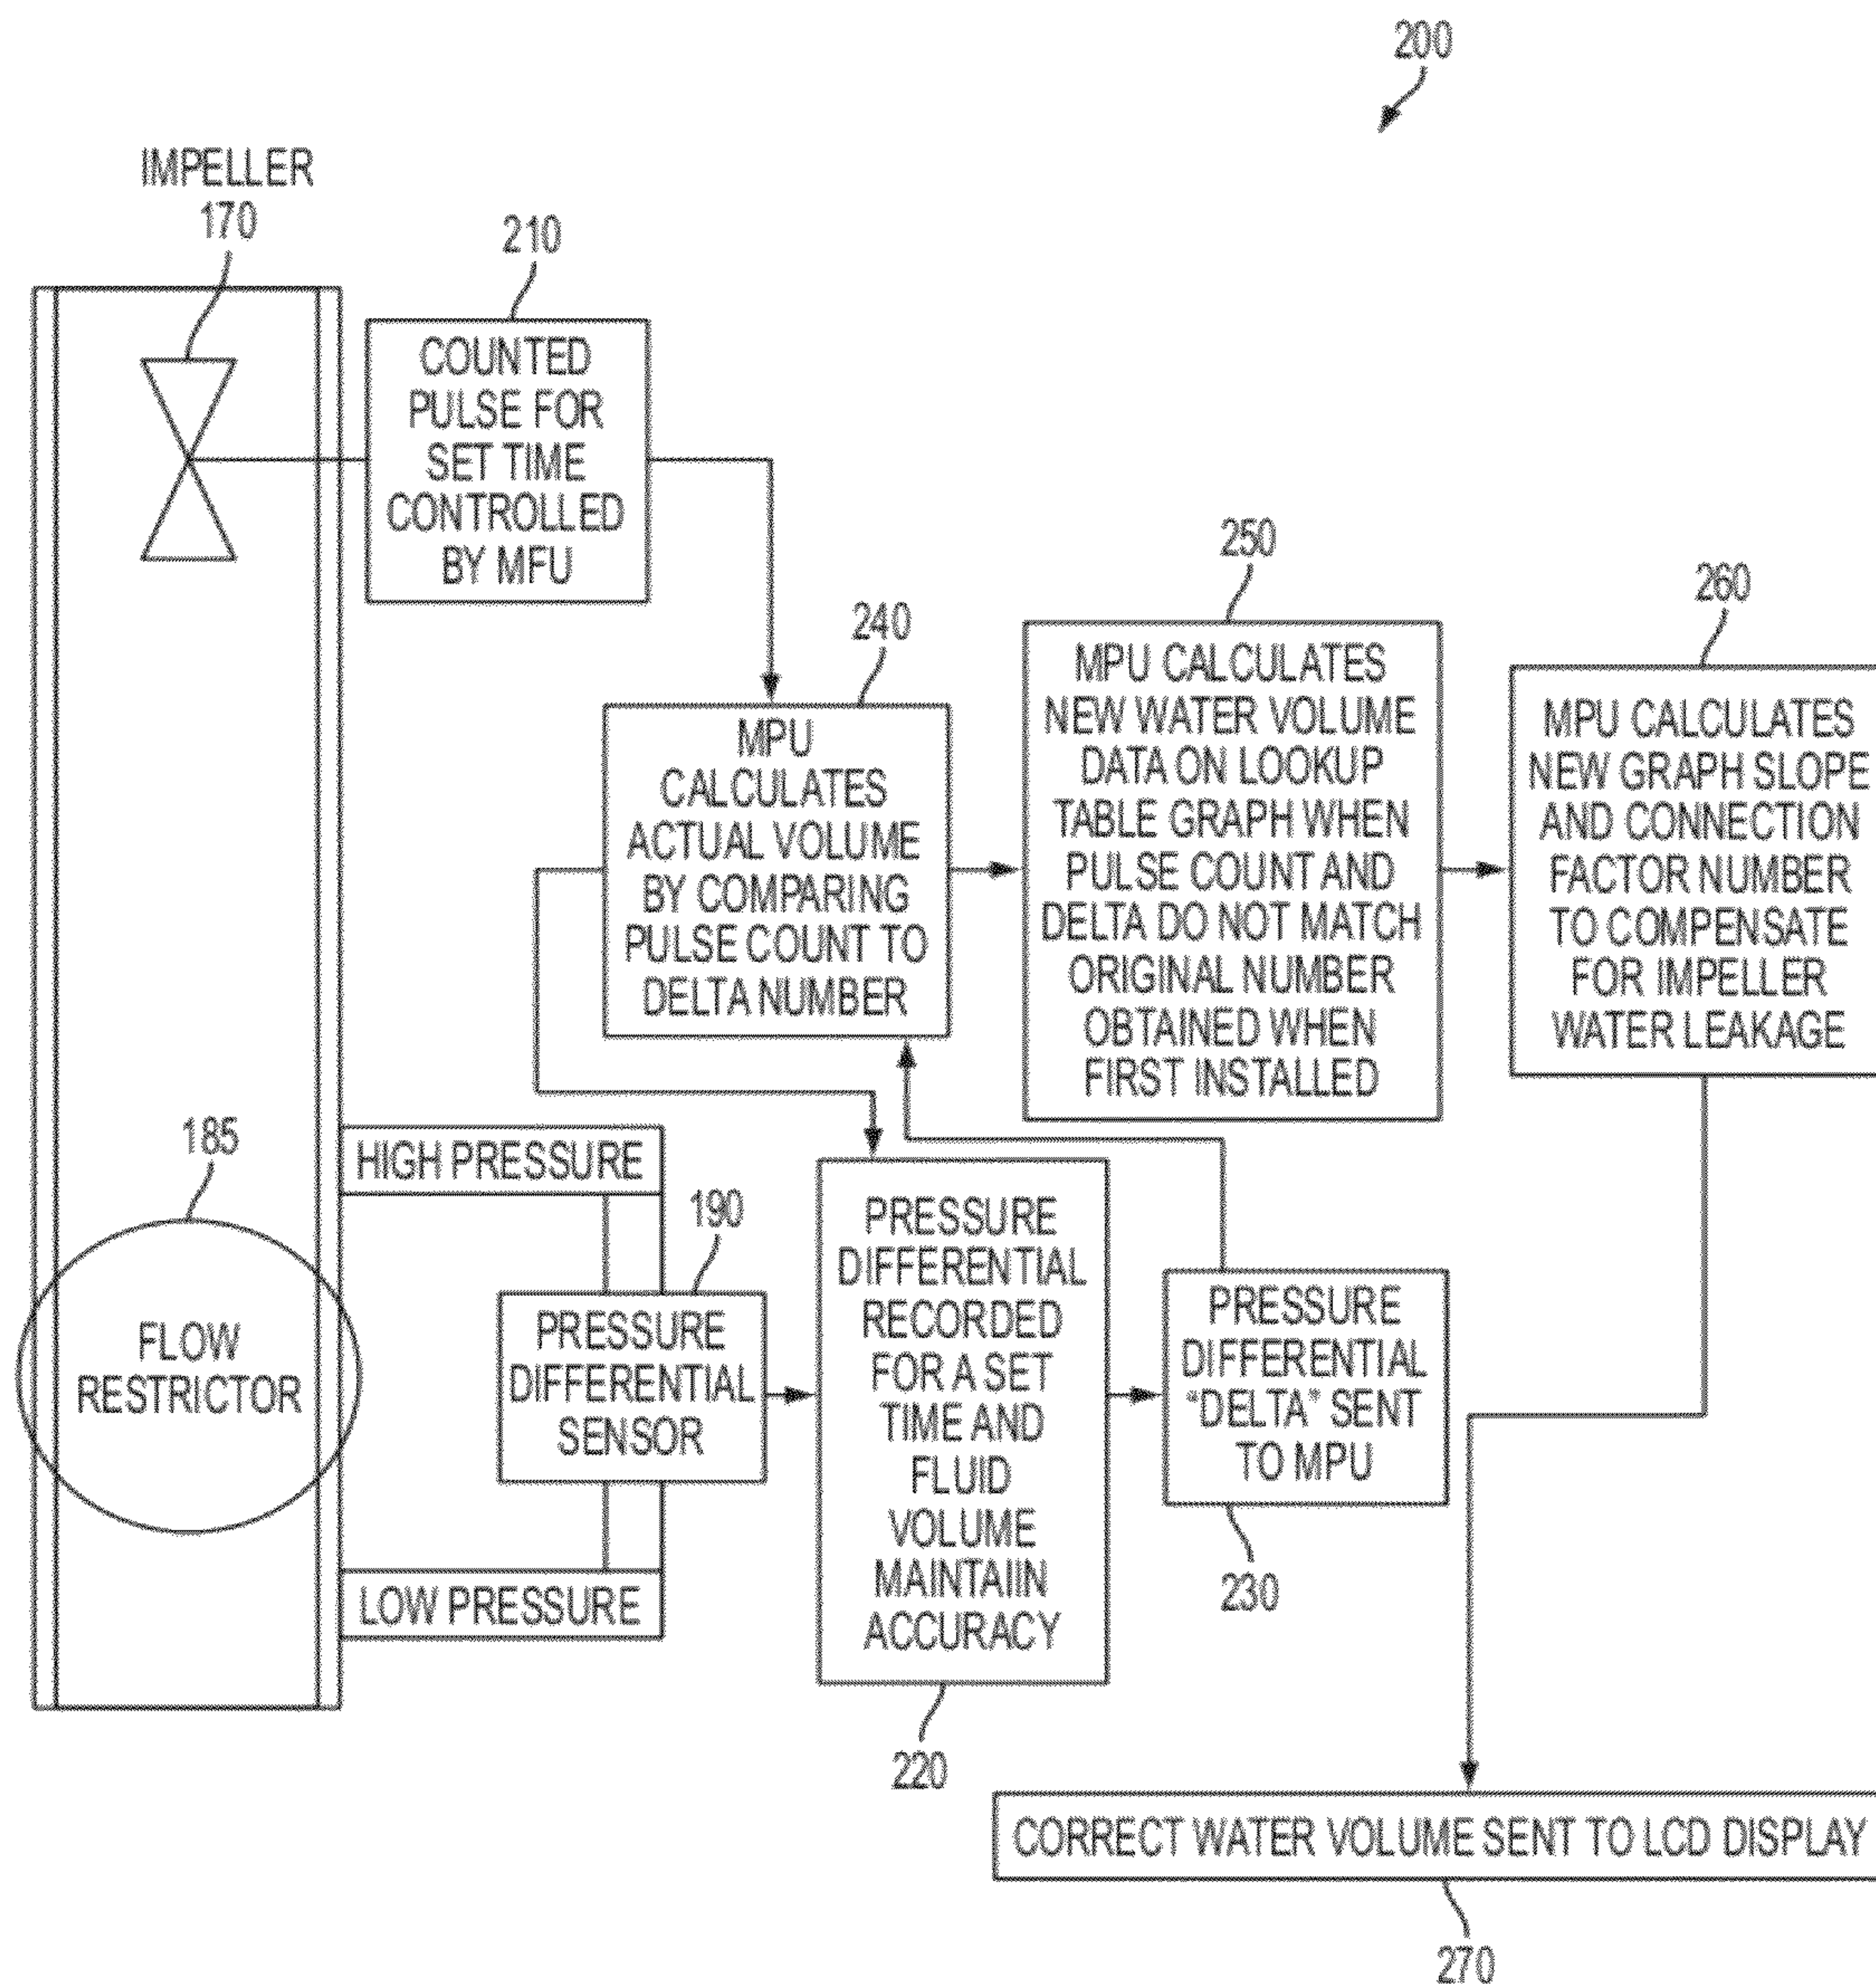 200
IMPELLER
170
210
COUNTED
PULSE FOR
SET TIME
CONTROLLED
BY MFU
240
MPU
CALCULATES
ACTUAL VOLUME
BY COMPARING
PULSE COUNT TO
DELTA NUMBER
250
MPU CALCULATES
NEW WATER VOLUME
DATA ON LOOKUP
TABLE GRAPH WHEN
PULSE COUNT AND
DELTA DO NOT MATCH
ORIGINAL NUMBER
OBTAINED WHEN
FIRST INSTALLED
260
MPU CALCULATES
NEW GRAPH SLOPE
AND CONNECTION
FACTOR NUMBER
TO COMPENSATE
FOR IMPELLER
WATER LEAKAGE
185
FLOW
RESTRICTOR
HIGH PRESSURE
190
PRESSURE
DIFFERENTIAL
SENSOR
LOW PRESSURE
PRESSURE
DIFFERENTIAL
RECORDED
FOR A SET
TIME AND
FLUID
VOLUME
MAINTAIIN
ACCURACY
220
PRESSURE
DIFFERENTIAL
"DELTA" SENT
TO MPU
230
CORRECT WATER VOLUME SENT TO LCD DISPLAY
270